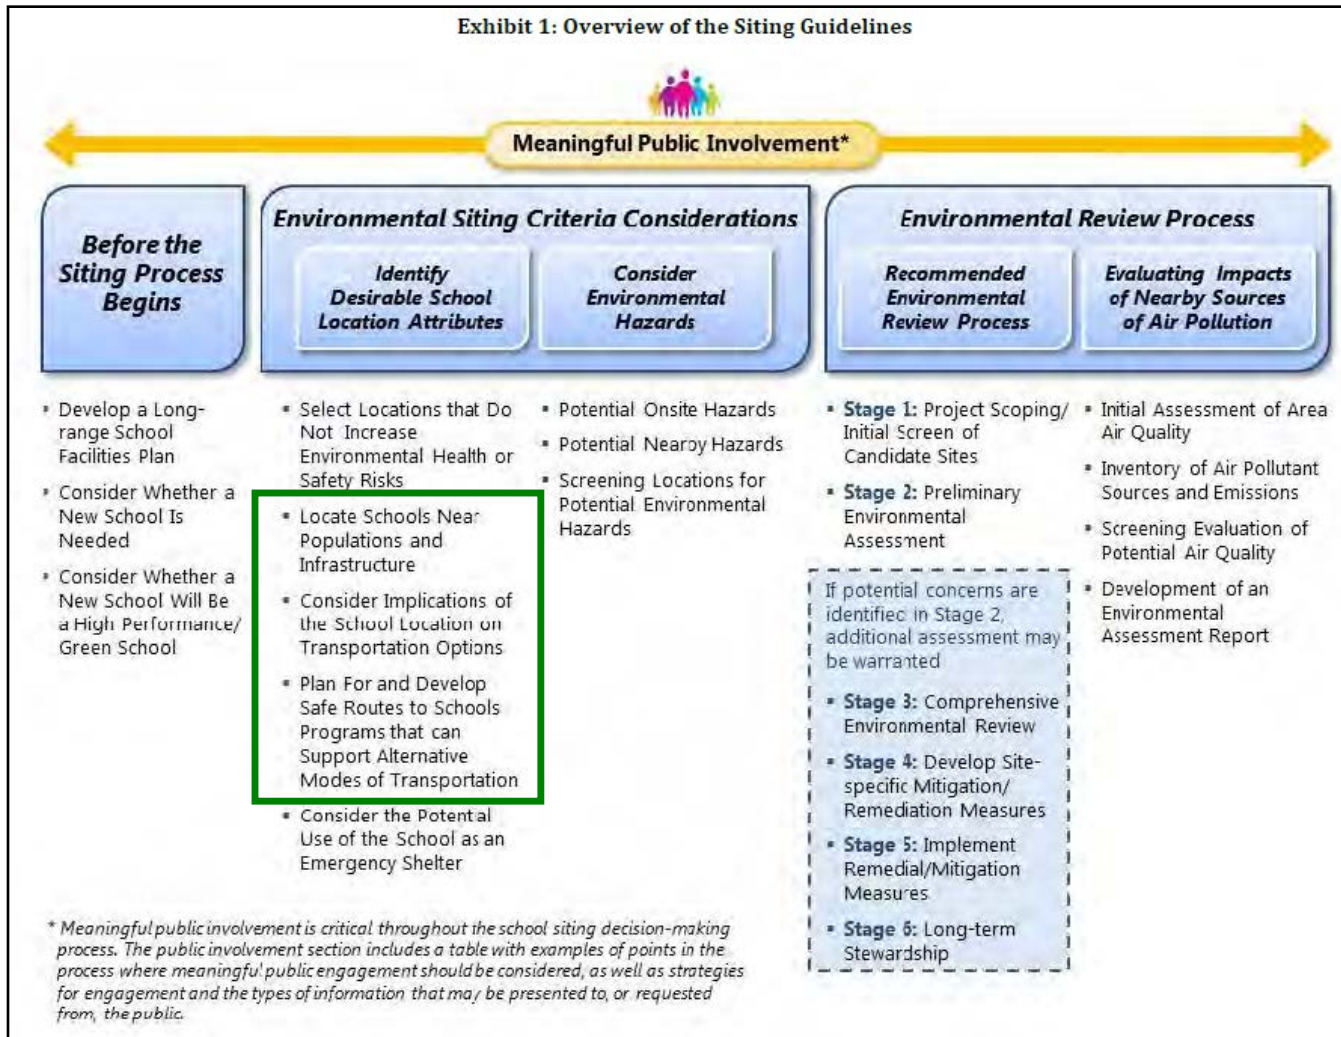 Exhibit 1: Overview of the Siting Guidelines
Meaningful Public Involvement*
Before the
Siting Process
Begins
▪ Develop a Long-
range School
Facilities Plan
▪ Consider Whether a
New School Is
Needed
▪ Consider Whether a
New School Will Be
a High Performance/
Green School
Environmental Siting Criteria Considerations
Identify
Desirable School
Location Attributes
▪ Select Locations that Do
Not Increase
Environmental Health or
Safety Risks
▪ Locate Schools Near
Populations and
Infrastructure
▪ Consider Implications of
the School Location on
Transportation Options
▪ Plan For and Develop
Safe Routes to Schools
Programs that can
Support Alternative
Modes of Transportation
▪ Consider the Potential
Use of the School as an
Emergency Shelter
Consider
Environmental
Hazards
▪ Potential Onsite Hazards
▪ Potential Nearby Hazards
▪ Screening Locations for
Potential Environmental
Hazards
Environmental Review Process
Recommended
Environmental
Review Process
▪ Stage 1: Project Scoping/
Initial Screen of
Candidate Sites
▪ Stage 2: Preliminary
Environmental
Assessment
If potential concerns are
identified in Stage 2,
additional assessment may
be warranted
▪ Stage 3: Comprehensive
Environmental Review
▪ Stage 4: Develop Site-
specific Mitigation/
Remediation Measures
▪ Stage 5: Implement
Remedial/Mitigation
Measures
▪ Stage 6: Long-term
Stewardship
Evaluating Impacts
of Nearby Sources
of Air Pollution
▪ Initial Assessment of Area
Air Quality
▪ Inventory of Air Pollutant
Sources and Emissions
▪ Screening Evaluation of
Potential Air Quality
▪ Development of an
Environmental
Assessment Report
* Meaningful public involvement is critical throughout the school siting decision-making
process. The public involvement section includes a table with examples of points in the
process where meaningful public engagement should be considered, as well as strategies
for engagement and the types of information that may be presented to, or requested
from, the public.